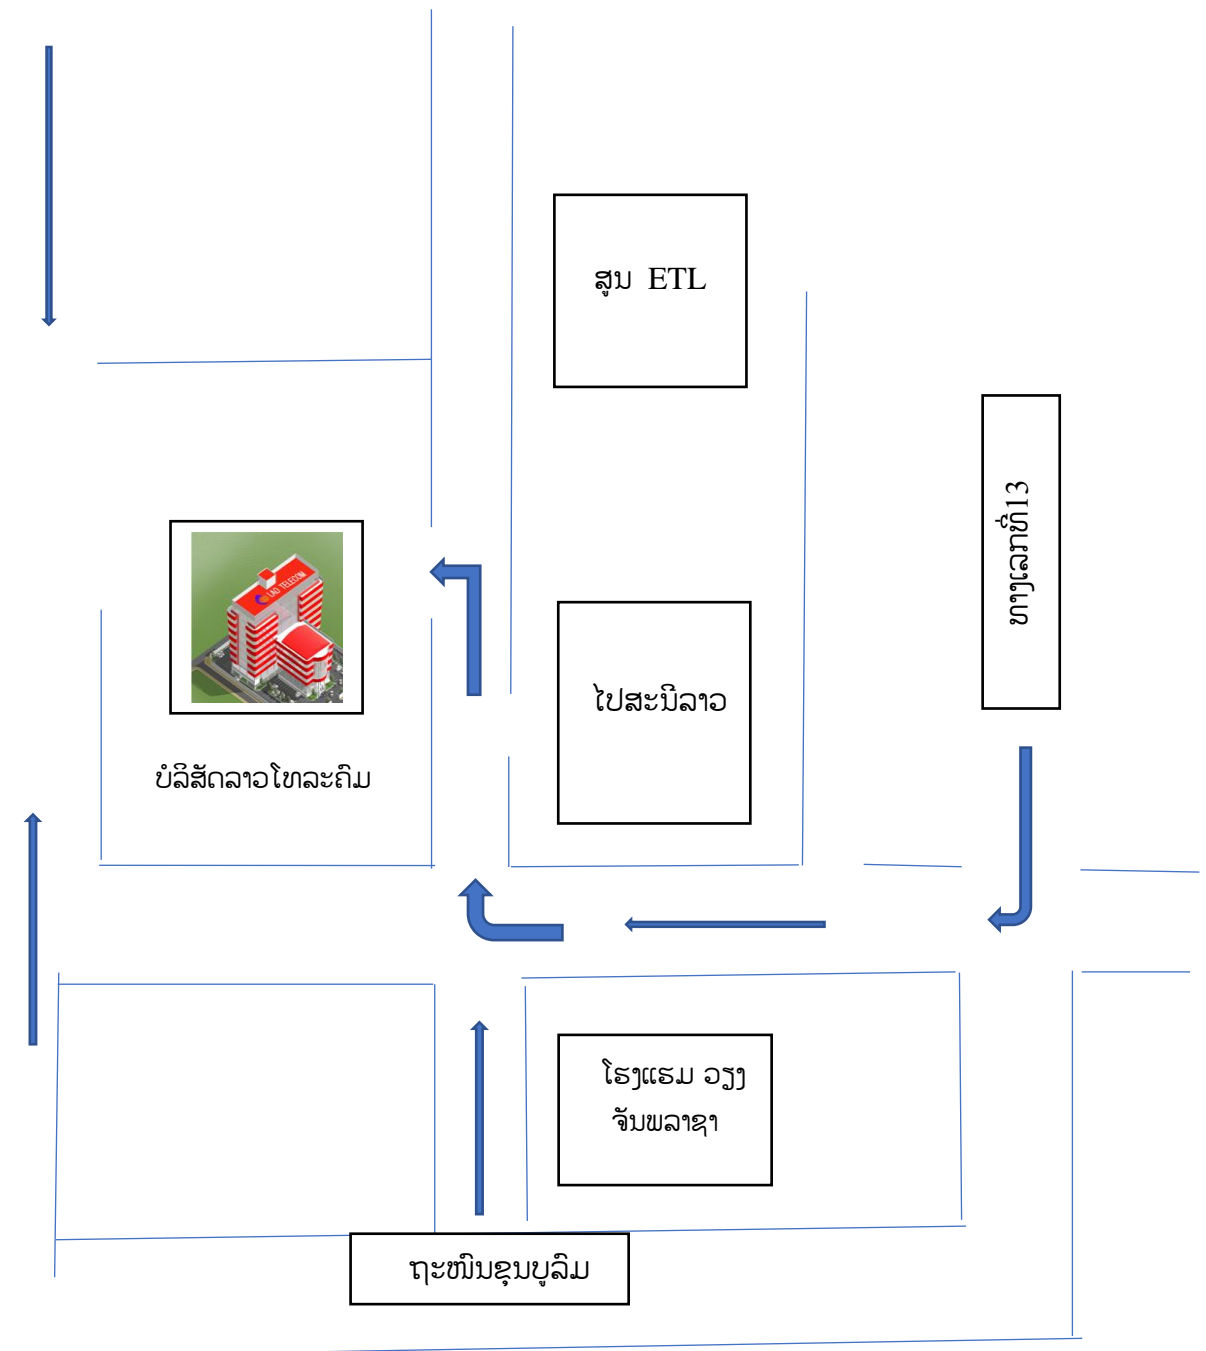 ສູນ ETL
ທາງເລກທີ່13
LAO TELECOM
ໄປສະນີລາວ
ບໍລິສັດລາວໂທລະຄົມ
ໂຮງແຮມ ວຽງ
ຈັນພລາຊາ
ຖະໜົນຂຸນບູລົມ